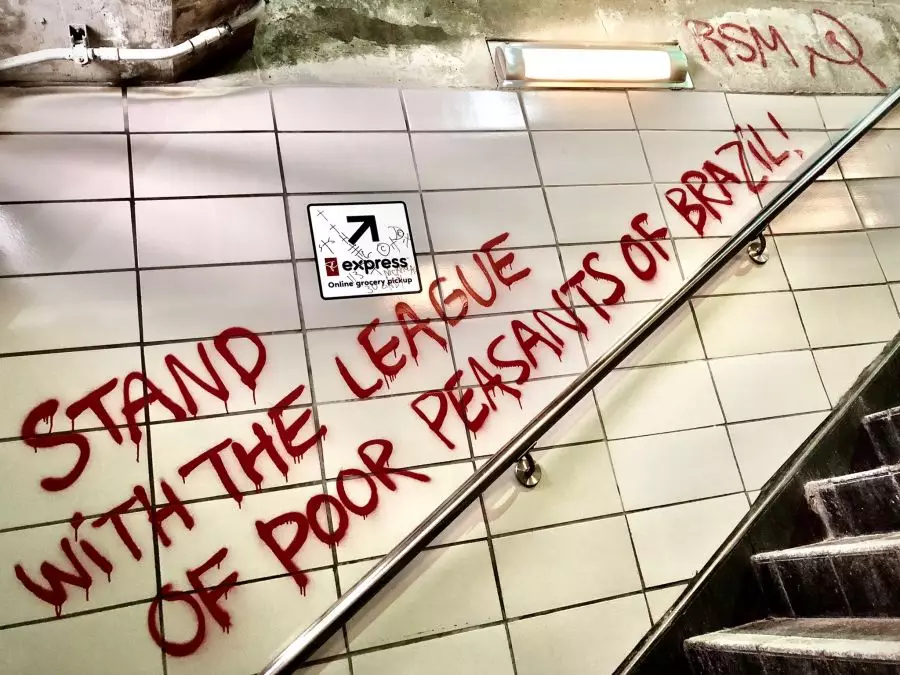 RSM
express
Online grocery pickup
STAND
WITH THE LEAGUE
OF POOR PEASANTS OF BRAZIL!